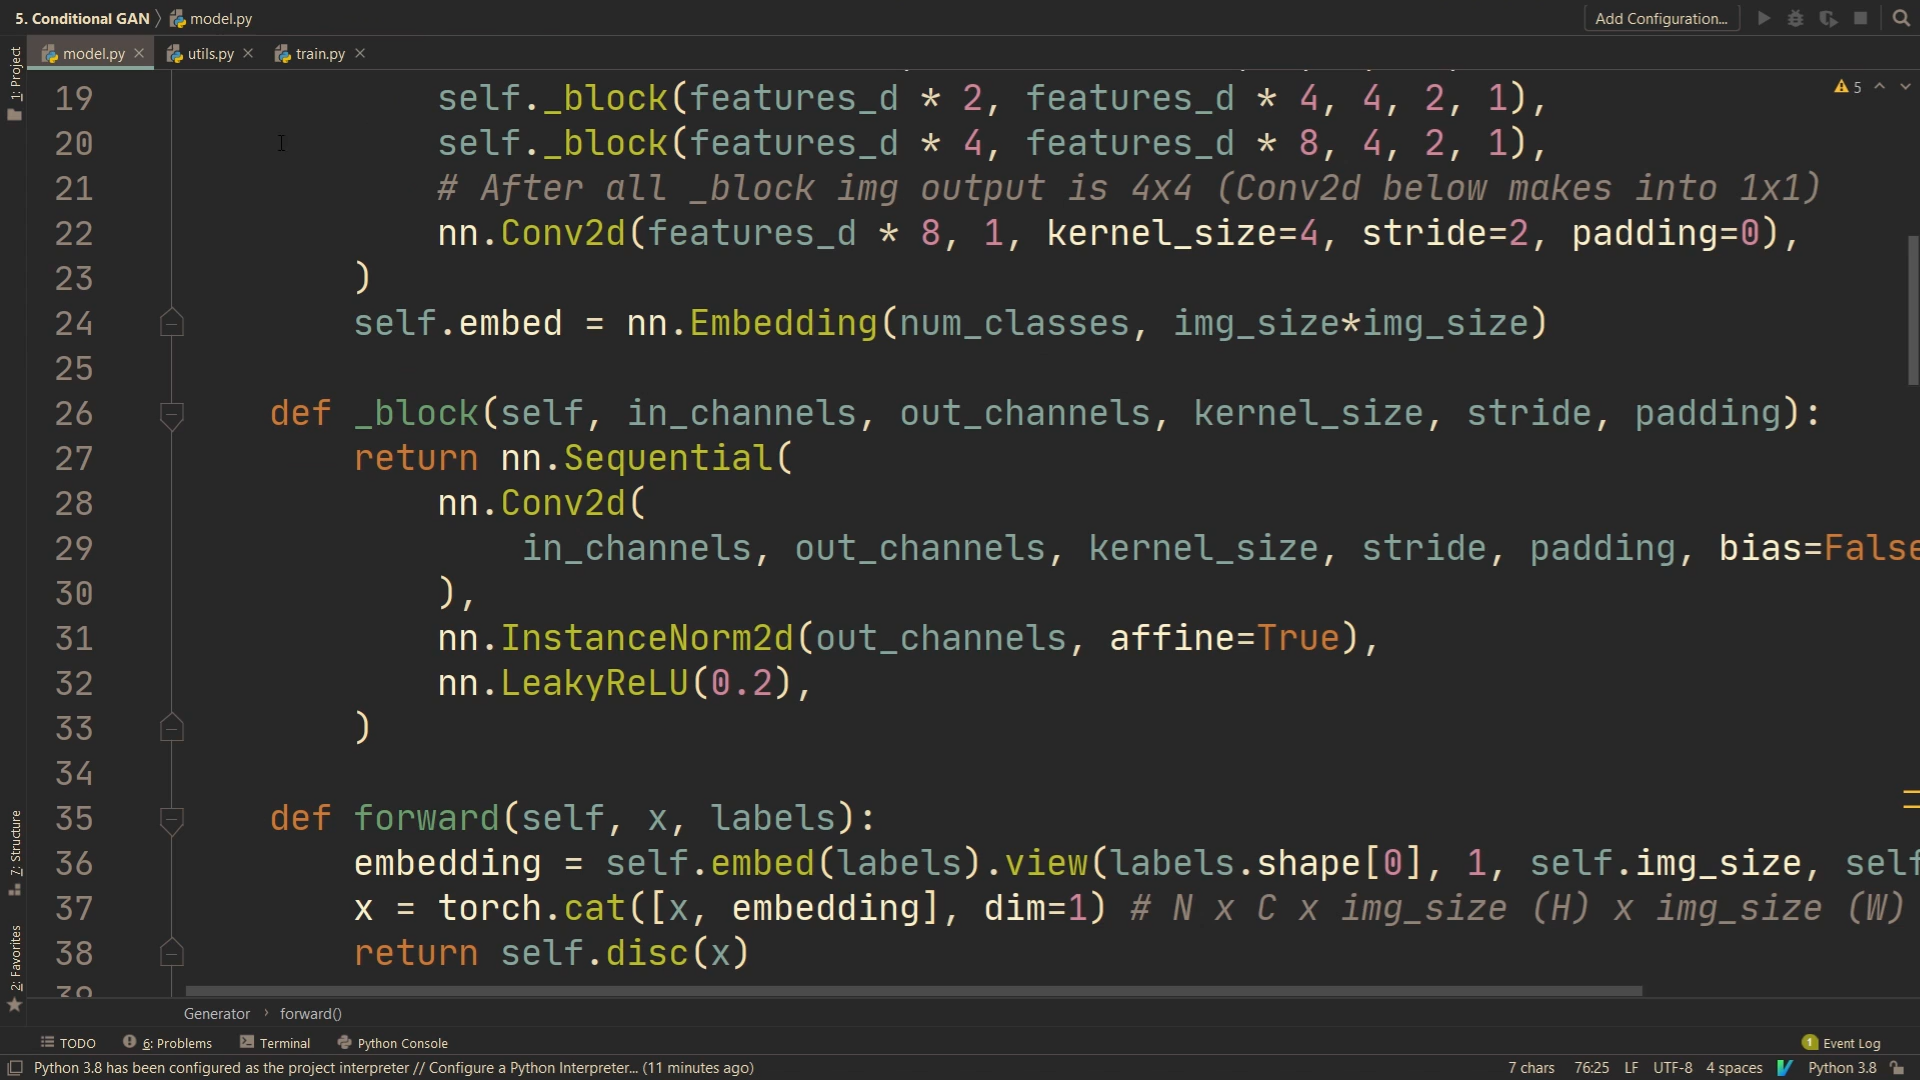 5. Conditional GAN model.py Add Configuration...
model.py utils.py train.py
1: Project
5
19 self._block(features_d * 2, features_d * 4, 4, 2, 1),
20 self._block(features_d * 4, features_d * 8, 4, 2, 1),
21 # After all _block img output is 4x4 (Conv2d below makes into 1x1)
22 nn.Conv2d(features_d * 8, 1, kernel_size=4, stride=2, padding=0),
23 )
24 self.embed = nn.Embedding(num_classes, img_size*img_size)
25
26 def _block(self, in_channels, out_channels, kernel_size, stride, padding):
27 return nn.Sequential(
28 nn.Conv2d(
29 in_channels, out_channels, kernel_size, stride, padding, bias=False
30 ),
31 nn.InstanceNorm2d(out_channels, affine=True),
32 nn.LeakyReLU(0.2),
33 )
34
35 def forward(self, x, labels):
36 embedding = self.embed(labels).view(labels.shape[0], 1, self.img_size, self
37 x = torch.cat([x, embedding], dim=1) # N x C x img_size (H) x img_size (W)
38 return self.disc(x)
39
7: Structure
2: Favorites
Generator forward()
TODO 6: Problems Terminal Python Console 1 Event Log
Python 3.8 has been configured as the project interpreter // Configure a Python Interpreter... (11 minutes ago) 7 chars 76:25 LF UTF-8 4 spaces Python 3.8